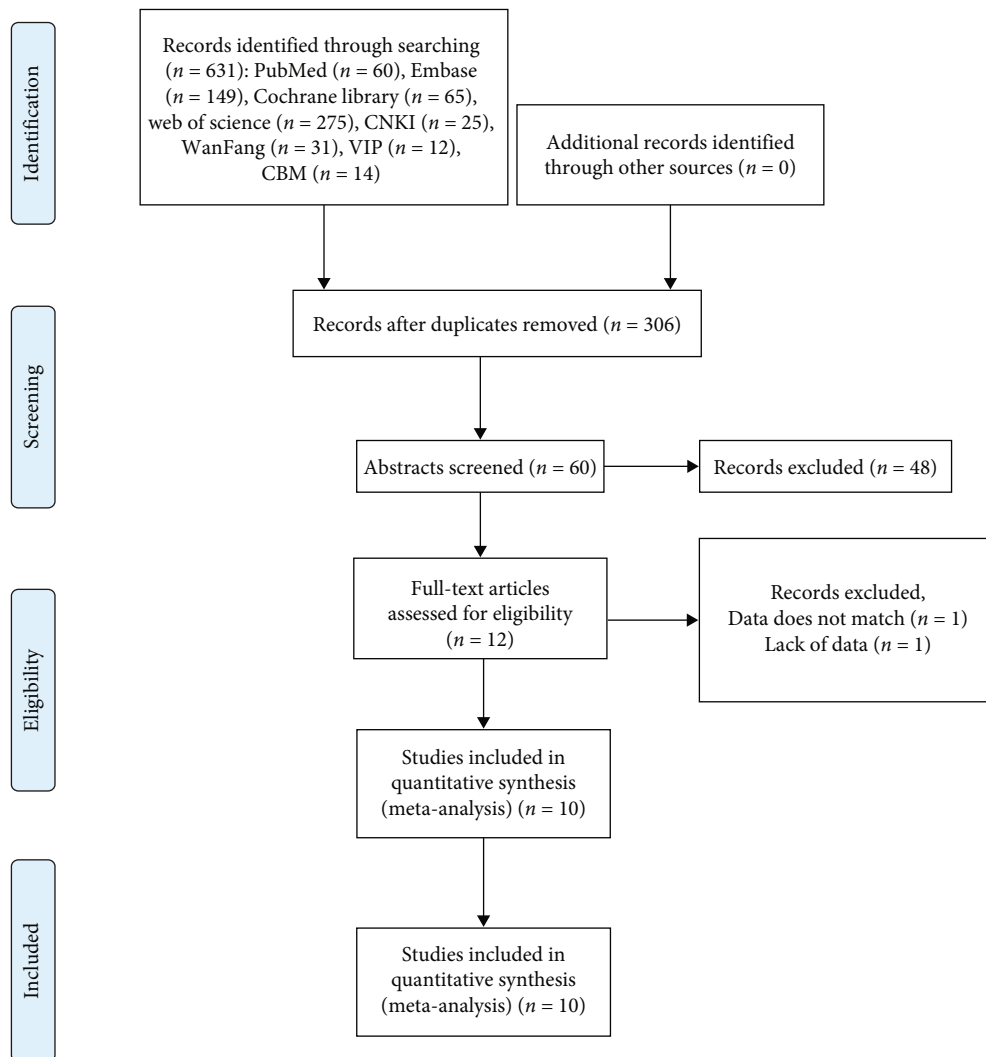 Identification
Records identified through searching
(n = 631): PubMed (n = 60), Embase
(n = 149), Cochrane library (n = 65),
web of science (n = 275), CNKI (n = 25),
WanFang (n = 31), VIP (n = 12),
CBM (n = 14)
Additional records identified
through other sources (n = 0)
Screening
Records after duplicates removed (n = 306)
Abstracts screened (n = 60)
Records excluded (n = 48)
Eligibility
Full-text articles
assessed for eligibility
(n = 12)
Records excluded,
Data does not match (n = 1)
Lack of data (n = 1)
Studies included in
quantitative synthesis
(meta-analysis) (n = 10)
Included
Studies included in
quantitative synthesis
(meta-analysis) (n = 10)